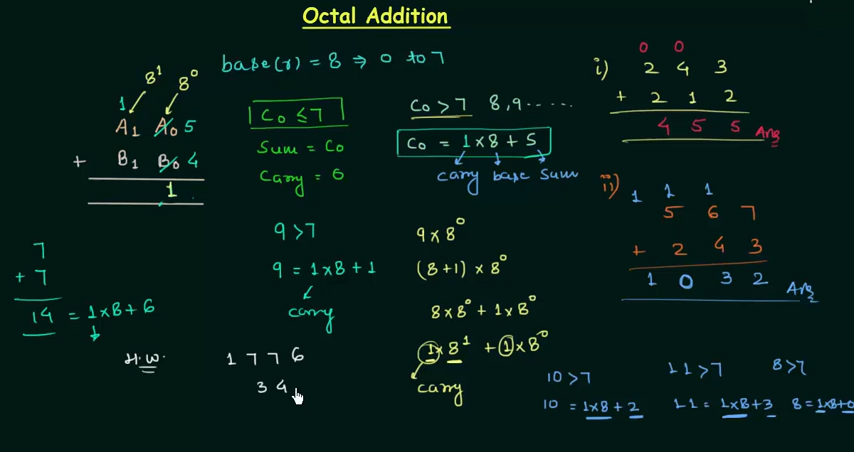 Octal Addition
base(r) = 8 ⇒ 0 to 7
8¹ 8⁰
1
A₁ A₀ 5
+ B₁ B₀ 4
1
7
+ 7
14 = 1×8+6
H.W. 1 7 7 6
3 4
C₀ ≤ 7
Sum = C₀
Carry = 0
9 > 7
9 = 1×8+1
carry
C₀ > 7 8, 9 ......
C₀ = 1×8 + 5
carry base sum
9×8⁰
(8+1) × 8⁰
8×8⁰ + 1×8⁰
1×8¹ + 1×8⁰
carry
i)
0 0
2 4 3
+ 2 1 2
4 5 5 Ans
ii)
1 1 1
5 6 7
+ 2 4 3
1 0 3 2 Ans
10 > 7 11 > 7 8 > 7
10 = 1×8+2 11 = 1×8+3 8 = 1×8+0